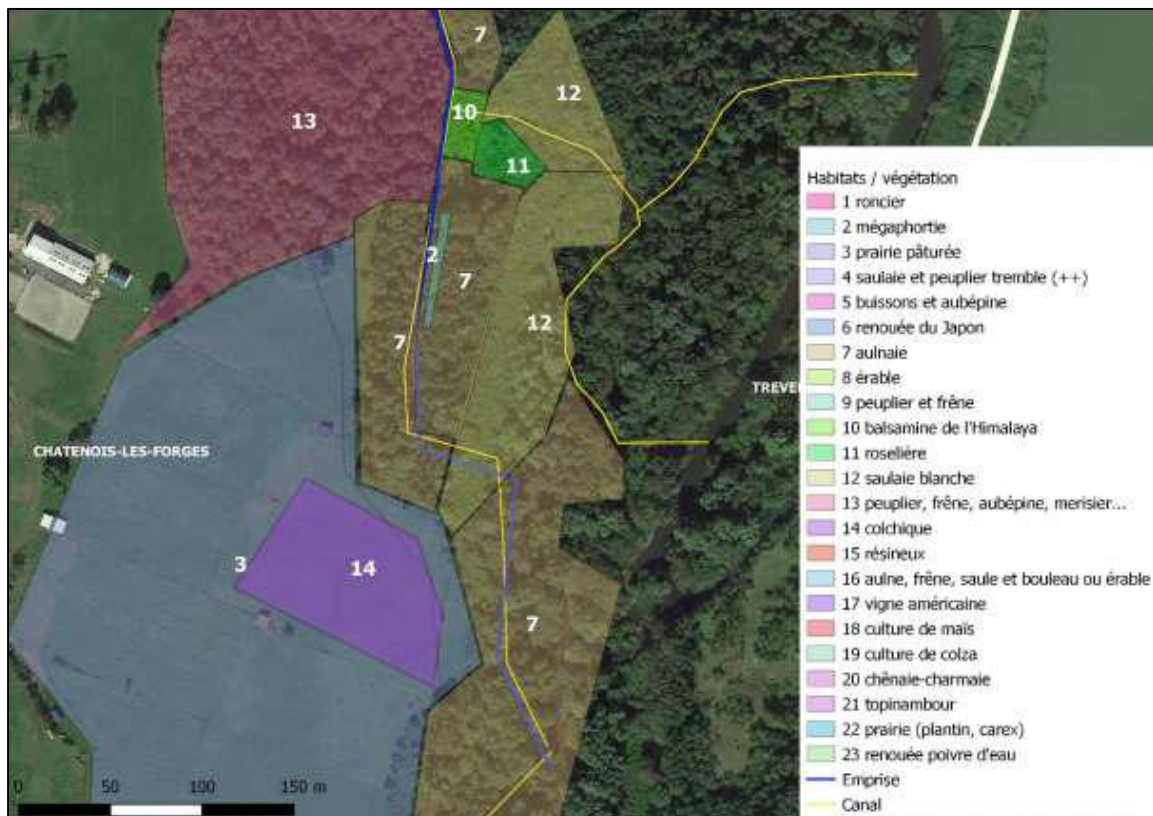 7
12
10
13
11
Habitats / végétation
1 roncier
2 mégaphortie
3 prairie pâturée
4 saulaie et peuplier tremble (++)
5 buissons et aubépine
6 renouée du Japon
7 aulnaie
8 érable
9 peuplier et frêne
10 balsamine de l'Himalaya
11 roselière
12 saulaie blanche
13 peuplier, frêne, aubépine, merisier...
14 colchique
15 résineux
16 aulne, frêne, saule et bouleau ou érable
17 vigne américaine
18 culture de maïs
19 culture de colza
20 chênaie-charmaie
21 topinambour
22 prairie (plantin, carex)
23 renouée poivre d'eau
Emprise
Canal
2
7
7
12
TREVE
CHATENOIS-LES-FORGES
3
14
7
0 50 100 150 m